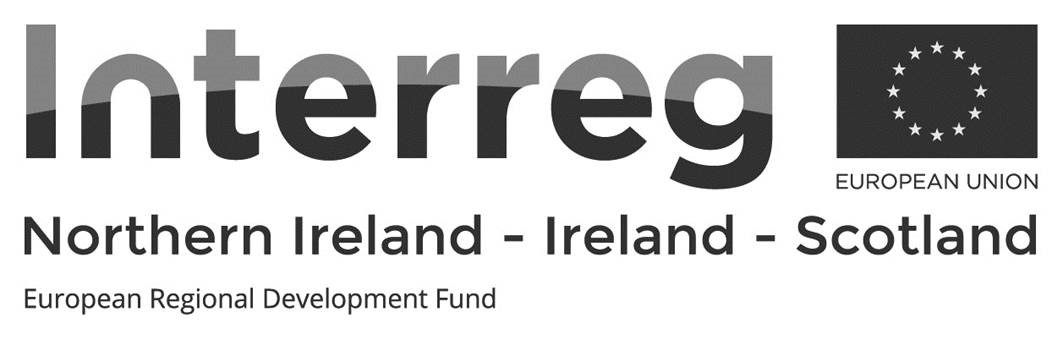 Interreg
EUROPEAN UNION
Northern Ireland - Ireland - Scotland
European Regional Development Fund